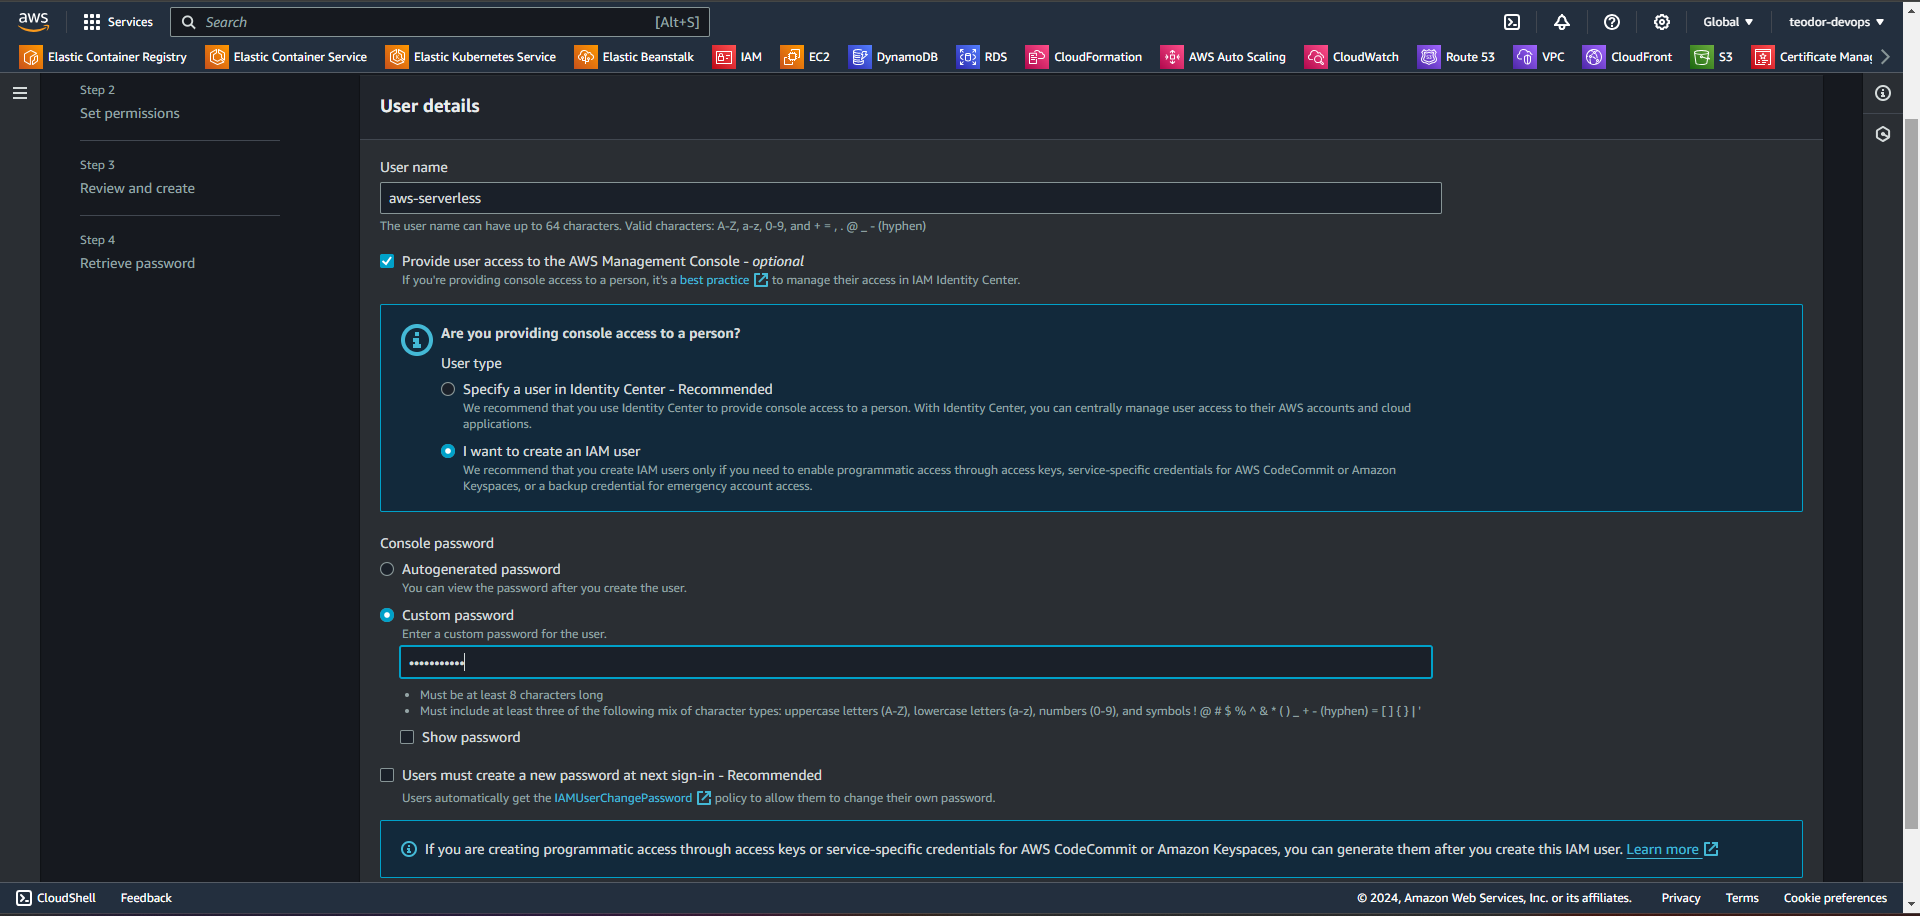 aws
Services
Search
[Alt+S]
Global
teodor-devops
Elastic Container Registry
Elastic Container Service
Elastic Kubernetes Service
Elastic Beanstalk
IAM
EC2
DynamoDB
RDS
CloudFormation
AWS Auto Scaling
CloudWatch
Route 53
VPC
CloudFront
S3
Certificate Manag
Step 2
Set permissions
Step 3
Review and create
Step 4
Retrieve password
User details
User name
aws-serverless
The user name can have up to 64 characters. Valid characters: A-Z, a-z, 0-9, and + = , . @ _ - (hyphen)
Provide user access to the AWS Management Console - optional
If you're providing console access to a person, it's a best practice to manage their access in IAM Identity Center.
Are you providing console access to a person?
User type
Specify a user in Identity Center - Recommended
We recommend that you use Identity Center to provide console access to a person. With Identity Center, you can centrally manage user access to their AWS accounts and cloud
applications.
I want to create an IAM user
We recommend that you create IAM users only if you need to enable programmatic access through access keys, service-specific credentials for AWS CodeCommit or Amazon
Keyspaces, or a backup credential for emergency account access.
Console password
Autogenerated password
You can view the password after you create the user.
Custom password
Enter a custom password for the user.
•••••••••••
• Must be at least 8 characters long
• Must include at least three of the following mix of character types: uppercase letters (A-Z), lowercase letters (a-z), numbers (0-9), and symbols ! @ # $ % ^ & * ( ) _ + - (hyphen) = [ ] { } | '
Show password
Users must create a new password at next sign-in - Recommended
Users automatically get the IAMUserChangePassword policy to allow them to change their own password.
If you are creating programmatic access through access keys or service-specific credentials for AWS CodeCommit or Amazon Keyspaces, you can generate them after you create this IAM user. Learn more
CloudShell
Feedback
© 2024, Amazon Web Services, Inc. or its affiliates.
Privacy
Terms
Cookie preferences